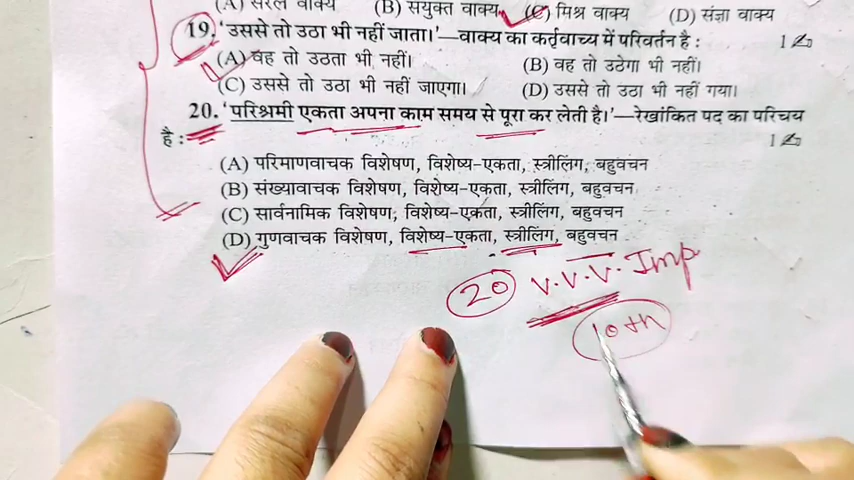 (A) सरल वाक्य (B) संयुक्त वाक्य (C) मिश्र वाक्य (D) संज्ञा वाक्य
19. 'उससे तो उठा भी नहीं जाता।'—वाक्य का कर्तृवाच्य में परिवर्तन है : 1
(A) वह तो उठता भी नहीं। (B) वह तो उठेगा भी नहीं।
(C) उससे तो उठा भी नहीं जाएगा। (D) उससे तो उठा भी नहीं गया।
20. 'परिश्रमी एकता अपना काम समय से पूरा कर लेती है।'—रेखांकित पद का परिचय
है : 1
(A) परिमाणवाचक विशेषण, विशेष्य-एकता, स्त्रीलिंग, बहुवचन
(B) संख्यावाचक विशेषण, विशेष्य-एकता, स्त्रीलिंग, बहुवचन
(C) सार्वनामिक विशेषण, विशेष्य-एकता, स्त्रीलिंग, बहुवचन
(D) गुणवाचक विशेषण, विशेष्य-एकता, स्त्रीलिंग, बहुवचन
20 V.V.V. Imp
10th